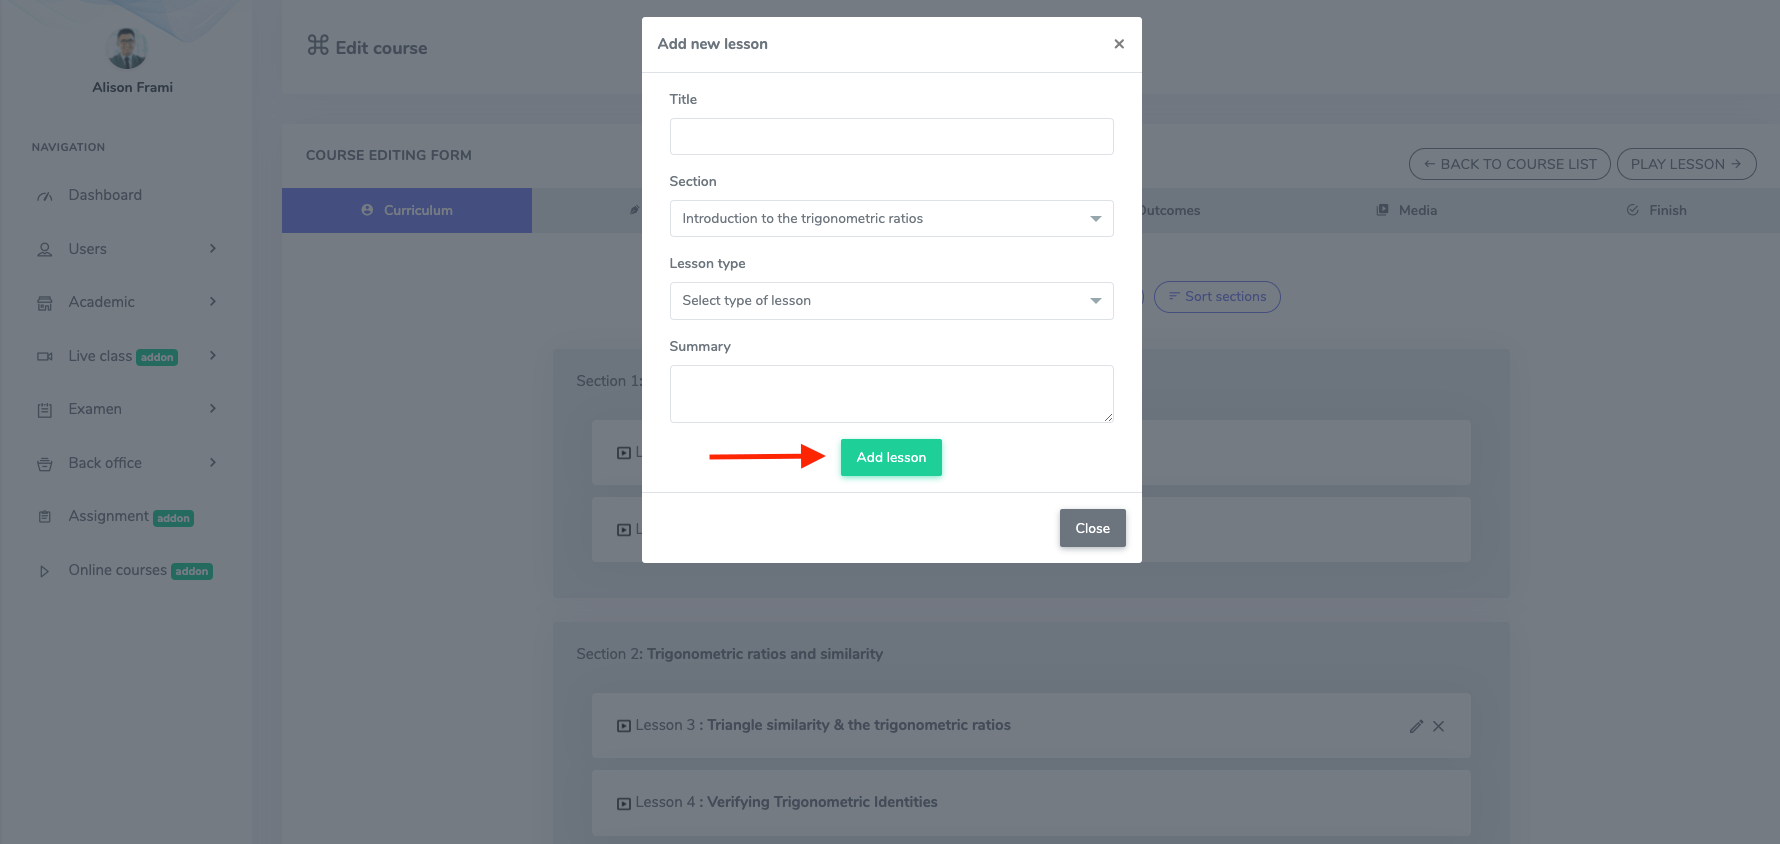 Alison Frami
NAVIGATION
Dashboard
Users
Academic
Live class addon
Examen
Back office
Assignment addon
Online courses addon
Edit course
COURSE EDITING FORM
← BACK TO COURSE LIST
PLAY LESSON →
Curriculum
Outcomes
Media
Finish
Sort sections
Section 1:
L
L
Section 2: Trigonometric ratios and similarity
Lesson 3 : Triangle similarity & the trigonometric ratios
Lesson 4 : Verifying Trigonometric Identities
Add new lesson
×
Title
Section
Introduction to the trigonometric ratios
Lesson type
Select type of lesson
Summary
Add lesson
Close